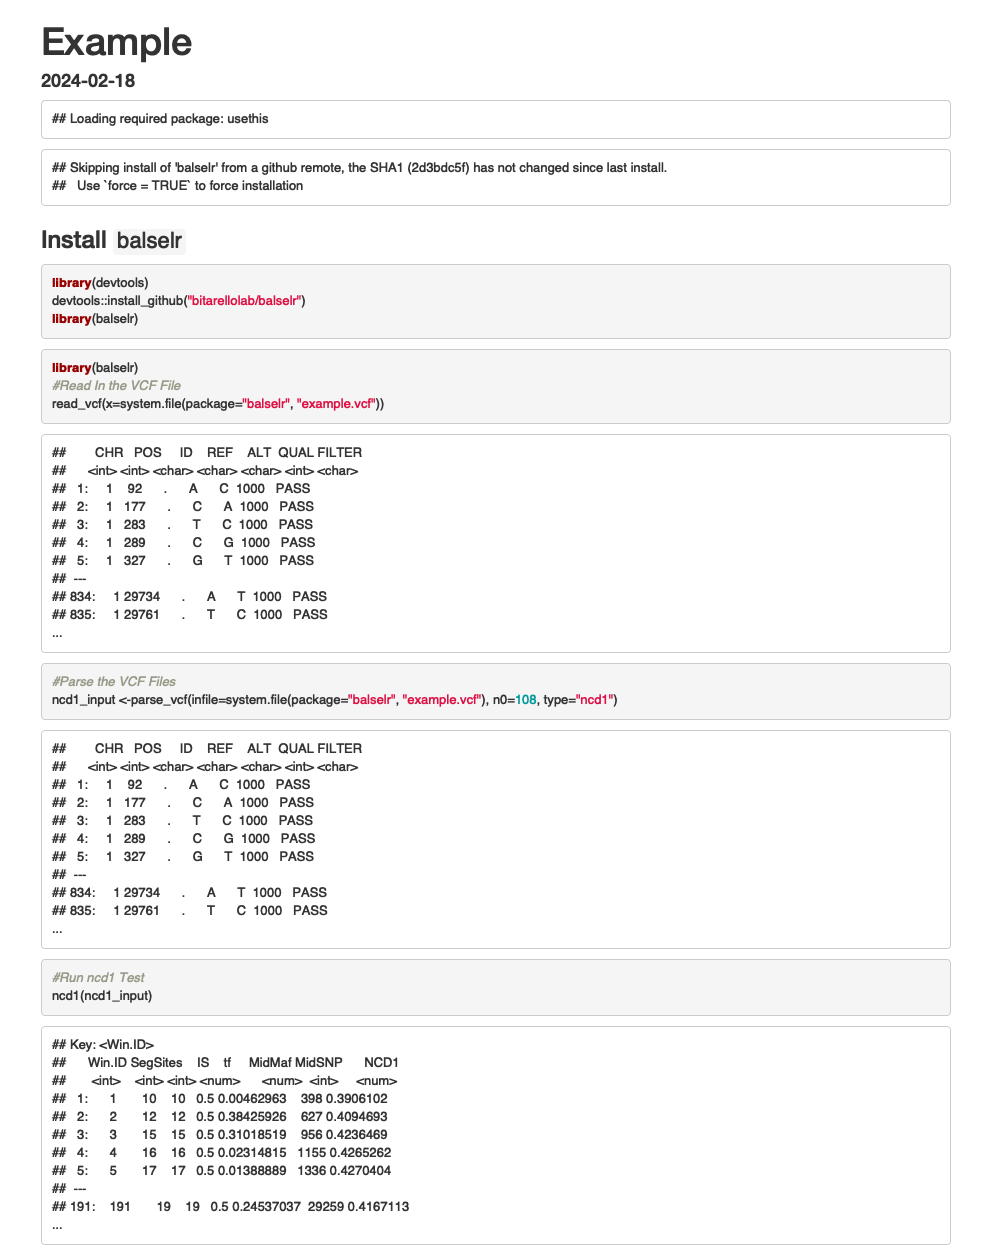 Example
2024-02-18
## Loading required package: usethis
## Skipping install of 'balselr' from a github remote, the SHA1 (2d3bdc5f) has not changed since last install.
##   Use `force = TRUE` to force installation
Install balselr
library(devtools)
devtools::install_github("bitarellolab/balselr")
library(balselr)
library(balselr)
#Read In the VCF File
read_vcf(x=system.file(package="balselr", "example.vcf"))
##        CHR   POS     ID    REF    ALT  QUAL FILTER
##      <int> <int> <char> <char> <char> <int> <char>
##   1:     1    92      .      A      C  1000   PASS
##   2:     1   177      .      C      A  1000   PASS
##   3:     1   283      .      T      C  1000   PASS
##   4:     1   289      .      C      G  1000   PASS
##   5:     1   327      .      G      T  1000   PASS
##  ---
## 834:     1 29734      .      A      T  1000   PASS
## 835:     1 29761      .      T      C  1000   PASS
...
#Parse the VCF Files
ncd1_input <-parse_vcf(infile=system.file(package="balselr", "example.vcf"), n0=108, type="ncd1")
##        CHR   POS     ID    REF    ALT  QUAL FILTER
##      <int> <int> <char> <char> <char> <int> <char>
##   1:     1    92      .      A      C  1000   PASS
##   2:     1   177      .      C      A  1000   PASS
##   3:     1   283      .      T      C  1000   PASS
##   4:     1   289      .      C      G  1000   PASS
##   5:     1   327      .      G      T  1000   PASS
##  ---
## 834:     1 29734      .      A      T  1000   PASS
## 835:     1 29761      .      T      C  1000   PASS
...
#Run ncd1 Test
ncd1(ncd1_input)
## Key: <Win.ID>
##      Win.ID SegSites    IS    tf     MidMaf MidSNP      NCD1
##       <int>    <int> <int> <num>      <num>  <int>     <num>
##   1:      1       10    10   0.5 0.00462963    398 0.3906102
##   2:      2       12    12   0.5 0.38425926    627 0.4094693
##   3:      3       15    15   0.5 0.31018519    956 0.4236469
##   4:      4       16    16   0.5 0.02314815   1155 0.4265262
##   5:      5       17    17   0.5 0.01388889   1336 0.4270404
##  ---
## 191:    191       19    19   0.5 0.24537037  29259 0.4167113
...